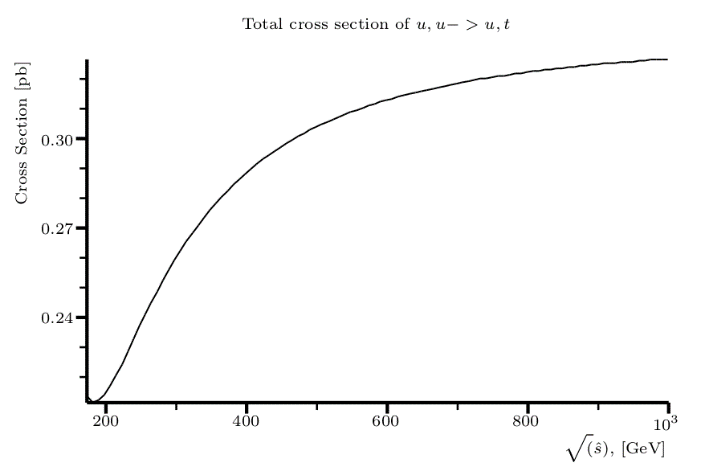 Total cross section of u, u− > u, t
Cross Section [pb]
0.30
0.27
0.24
200 400 600 800 10³
√(ŝ), [GeV]